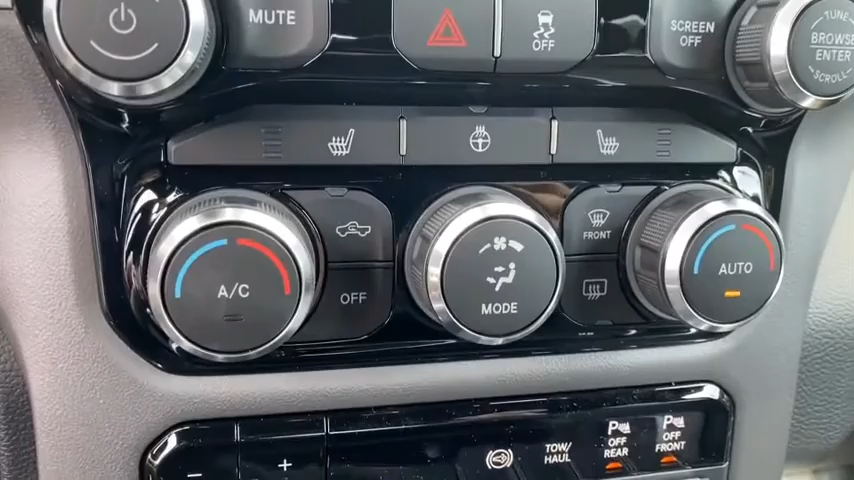 MUTE
OFF
SCREEN
OFF
TUNE
BROWSE
ENTER
SCROLL
A/C
OFF
MODE
FRONT
AUTO
TOW
HAUL
P
OFF
REAR
P
OFF
FRONT